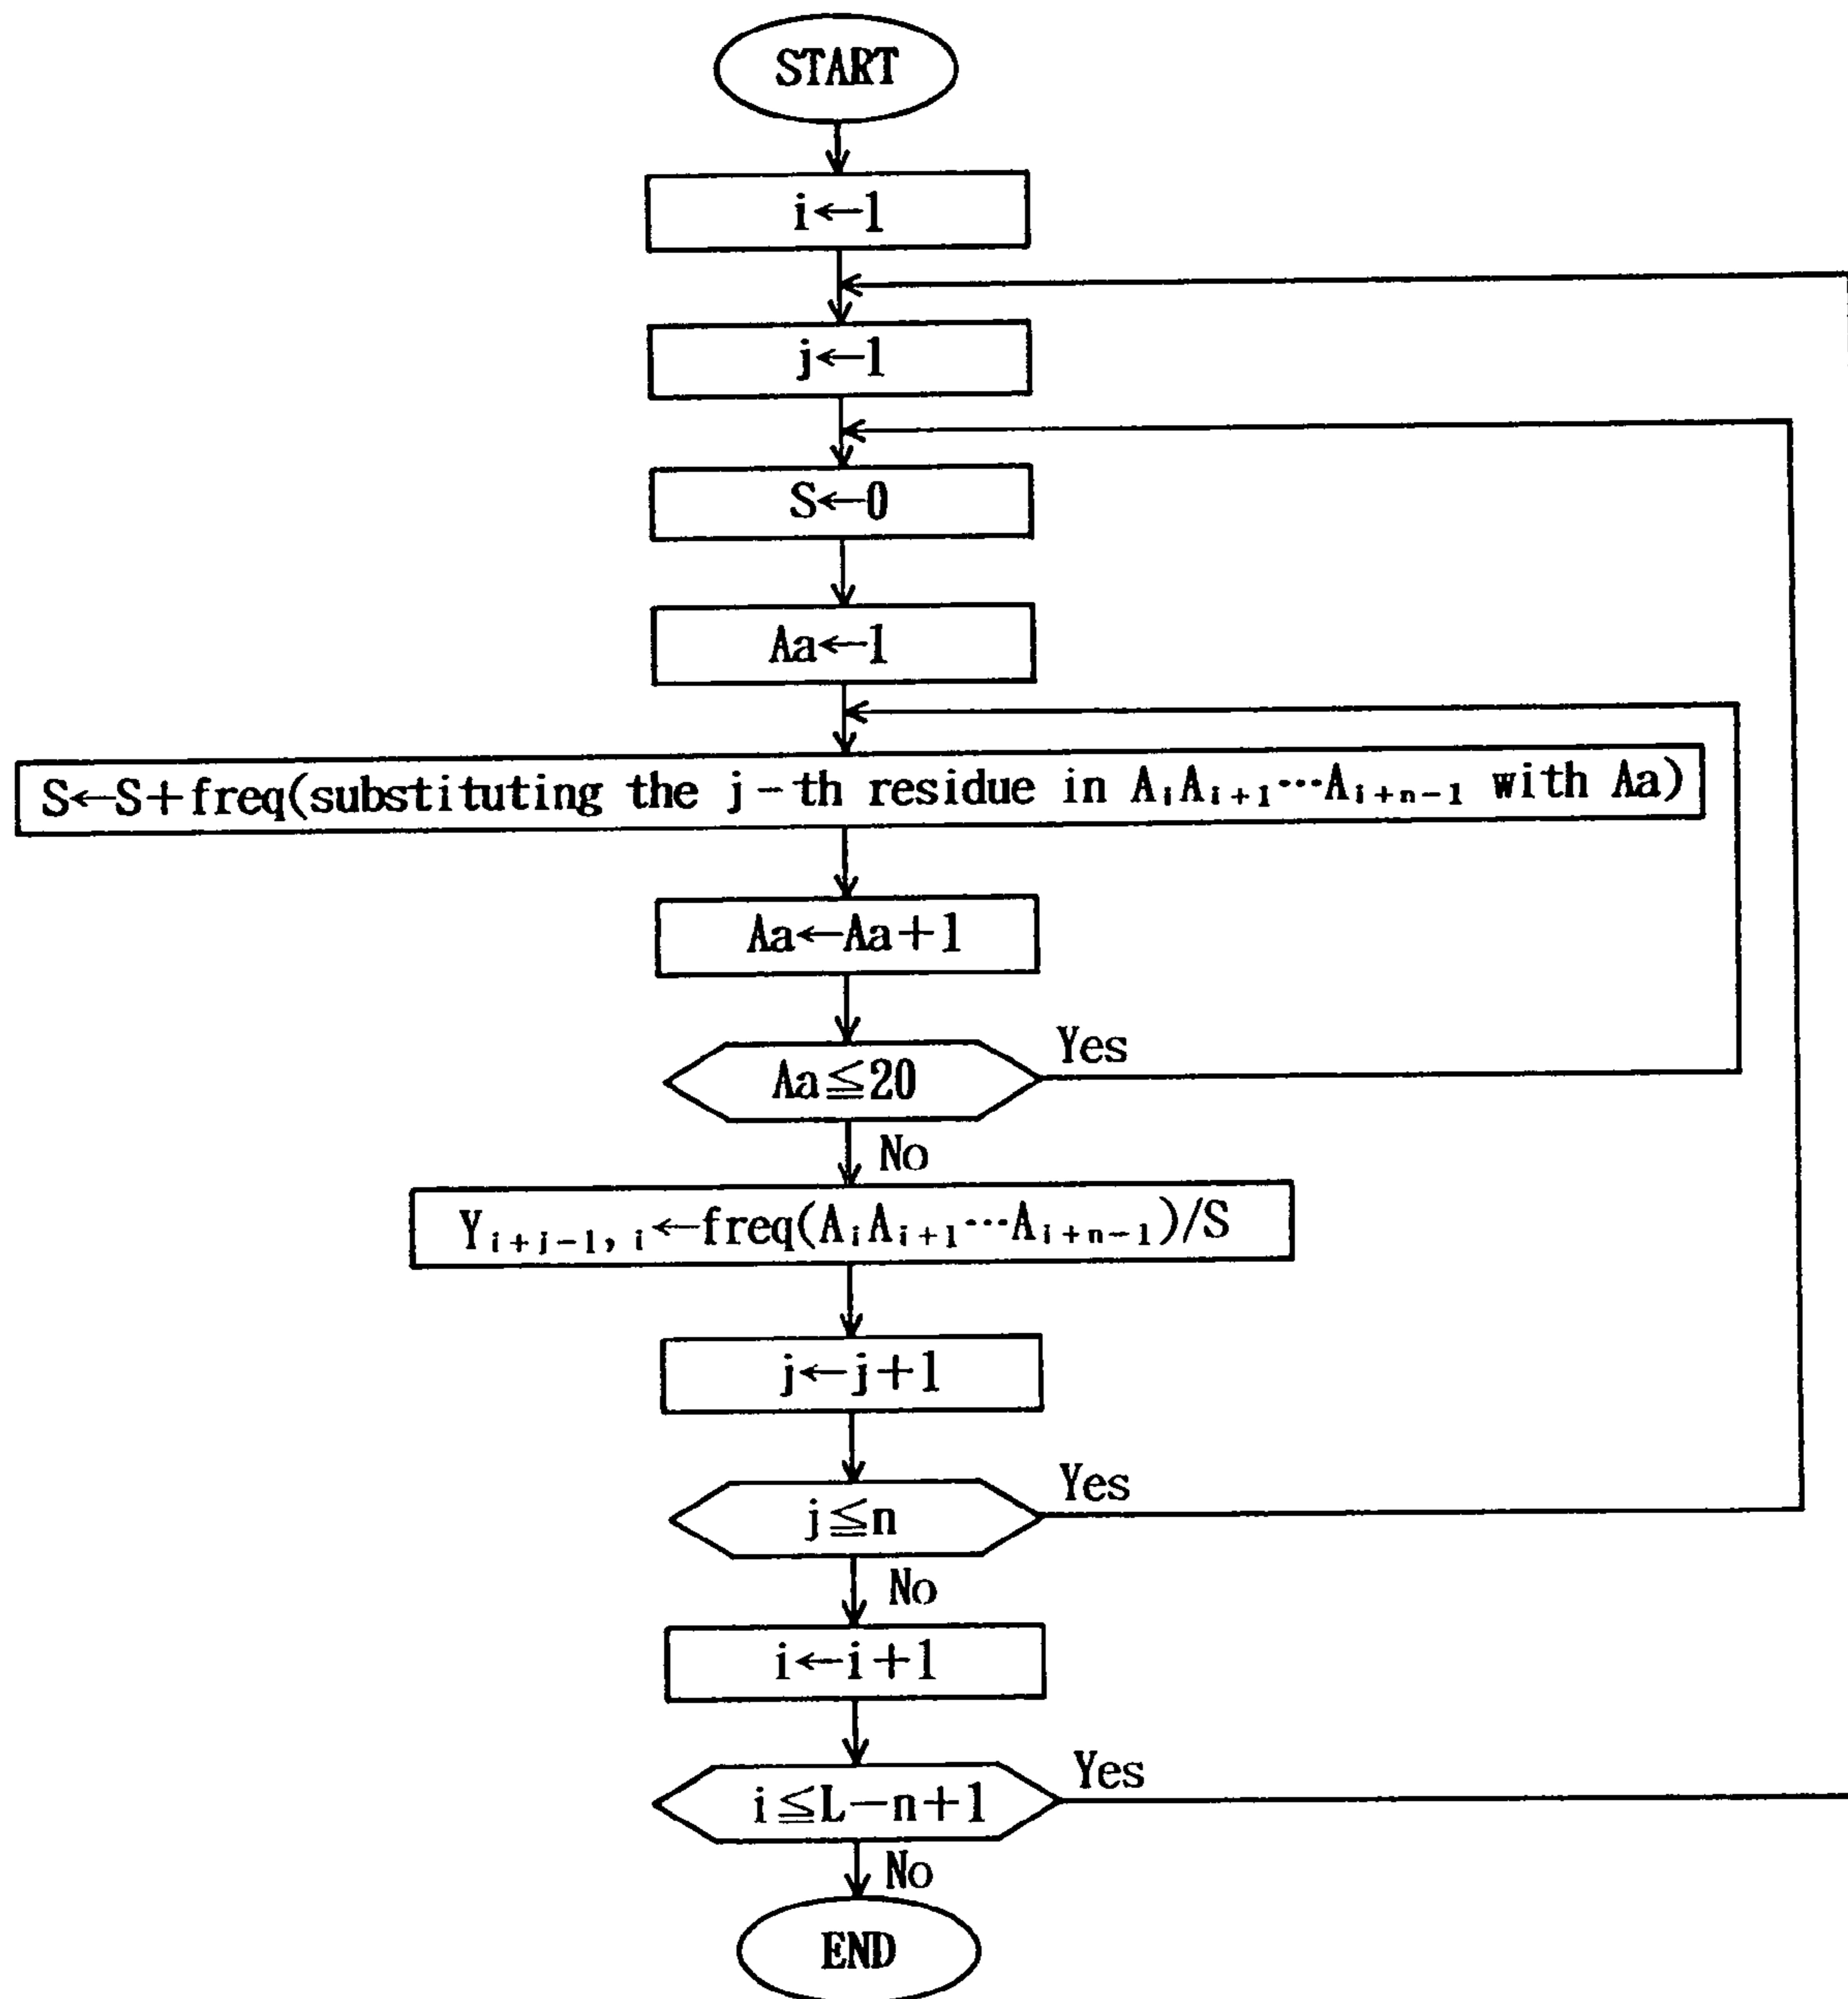 START
i←1
j←1
S←0
Aa←1
S←S+freq(substituting the j-th residue in AᵢAᵢ₊₁⋯Aᵢ₊ₙ₋₁ with Aa)
Aa←Aa+1
Aa≦20
Yes
No
Yᵢ₊ⱼ₋₁, ᵢ←freq(AᵢAᵢ₊₁⋯Aᵢ₊ₙ₋₁)/S
j←j+1
j≦n
Yes
No
i←i+1
i≦L−n+1
Yes
No
END